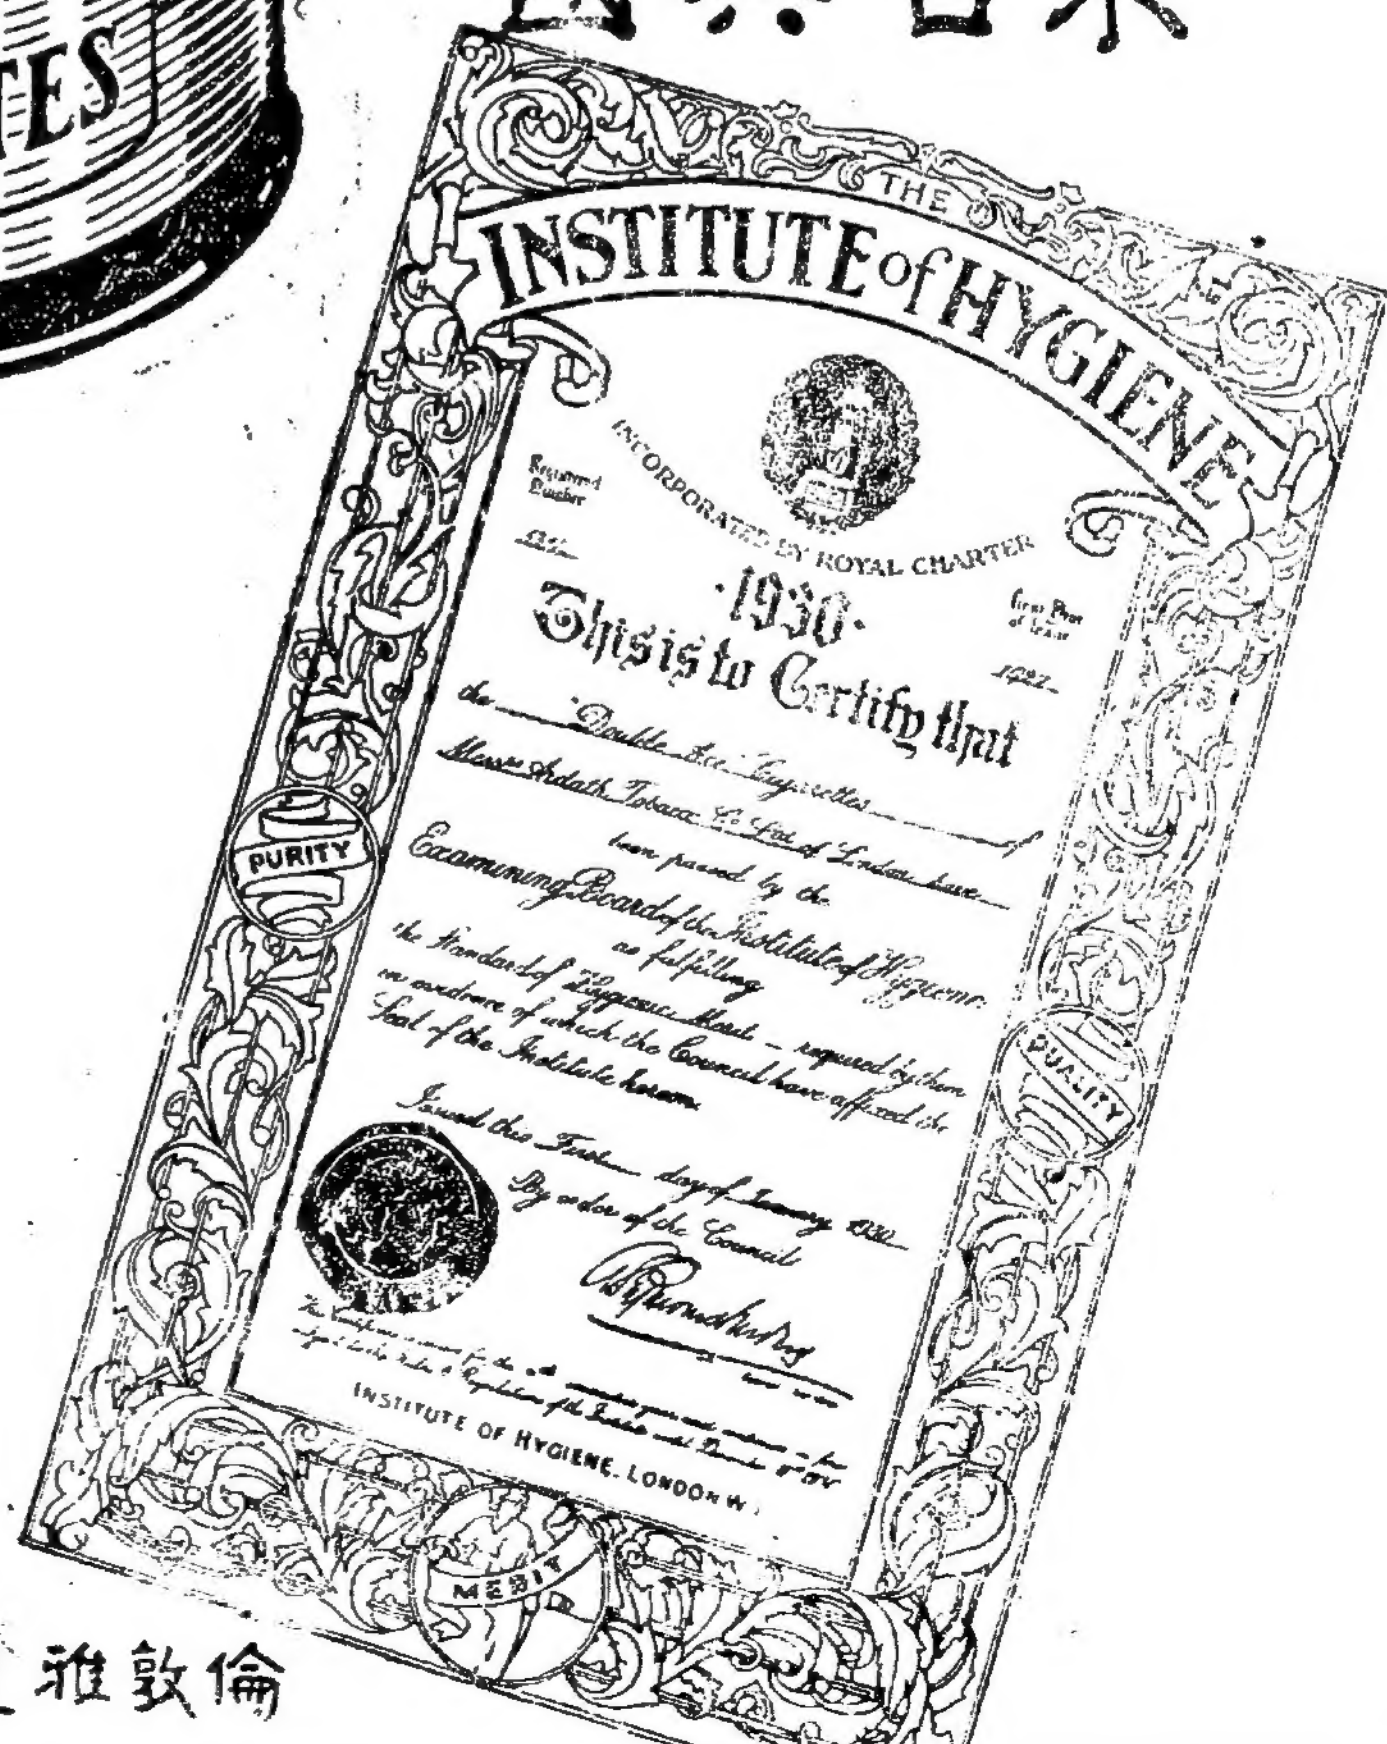 TES
THE
INSTITUTE of HYGIENE
INCORPORATED BY ROYAL CHARTER
Registered
Number
·1930·
This is to Certify that
the "Double Ace" Cigarettes of
Messrs Ardath Tobacco Co Ltd of London have
been passed by the
Examining Board of the Institute of Hygiene
as fulfilling
the Standard of Hygienic Merit - required by them
in evidence of which the Council have affixed the
Seal of the Institute hereon
Issued this First day of January 1930
By order of the Council
INSTITUTE OF HYGIENE. LONDON W.
PURITY
QUALITY
MERIT
雅敦倫